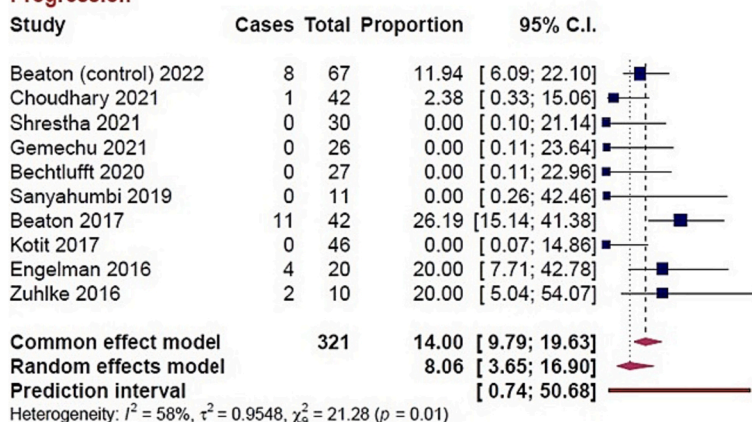 Progression
Study Cases Total Proportion 95% C.I.
Beaton (control) 2022 8 67 11.94 [ 6.09; 22.10]
Choudhary 2021 1 42 2.38 [ 0.33; 15.06]
Shrestha 2021 0 30 0.00 [ 0.10; 21.14]
Gemechu 2021 0 26 0.00 [ 0.11; 23.64]
Bechtlufft 2020 0 27 0.00 [ 0.11; 22.96]
Sanyahumbi 2019 0 11 0.00 [ 0.26; 42.46]
Beaton 2017 11 42 26.19 [15.14; 41.38]
Kotit 2017 0 46 0.00 [ 0.07; 14.86]
Engelman 2016 4 20 20.00 [ 7.71; 42.78]
Zuhlke 2016 2 10 20.00 [ 5.04; 54.07]
Common effect model 321 14.00 [ 9.79; 19.63]
Random effects model 8.06 [ 3.65; 16.90]
Prediction interval [ 0.74; 50.68]
Heterogeneity: I² = 58%, τ² = 0.9548, χ²₉ = 21.28 (p = 0.01)